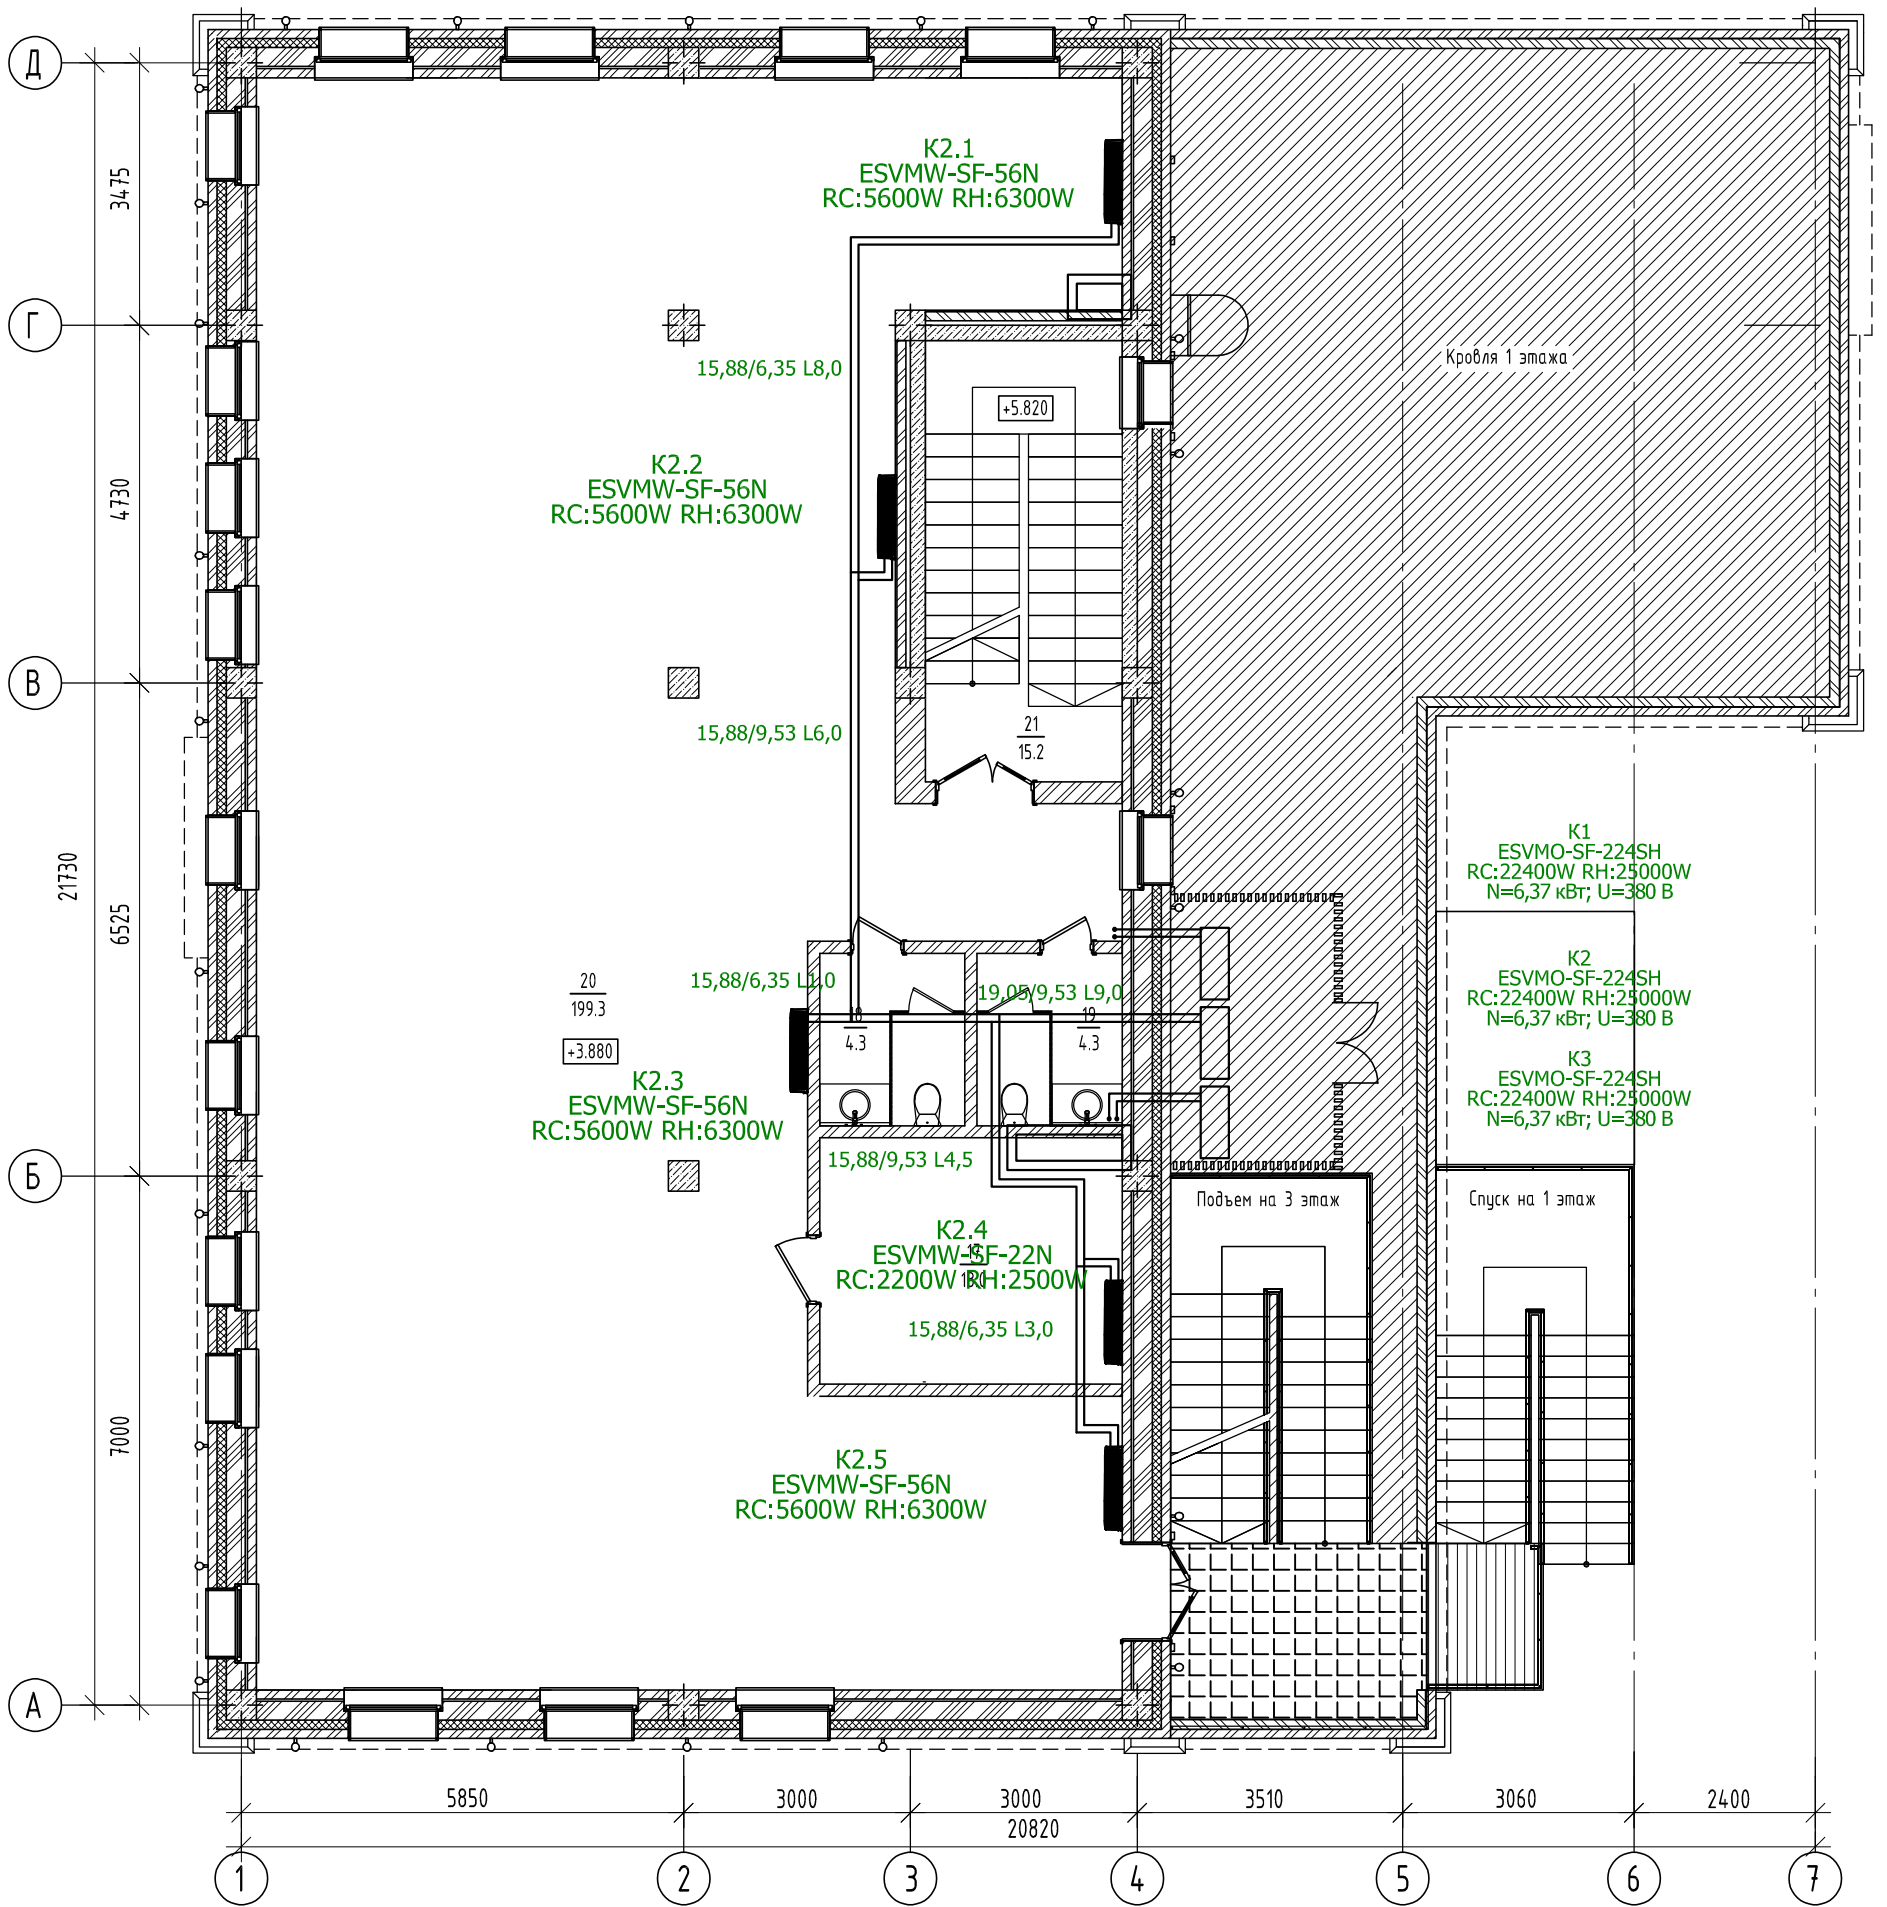 Д
Г
В
Б
А
3475
4730
6525
7000
21730
К2.1
ESVMW-SF-56N
RC:5600W RH:6300W
15,88/6,35 L8,0
+5.820
Кровля 1 этажа
К2.2
ESVMW-SF-56N
RC:5600W RH:6300W
15,88/9,53 L6,0
21
15.2
К1
ESVMO-SF-224SH
RC:22400W RH:25000W
N=6,37 кВт; U=380 В
К2
ESVMO-SF-224SH
RC:22400W RH:25000W
N=6,37 кВт; U=380 В
К3
ESVMO-SF-224SH
RC:22400W RH:25000W
N=6,37 кВт; U=380 В
20
199.3
+3.880
15,88/6,35 L1,0
19,05/9,53 L9,0
4.3
19
4.3
К2.3
ESVMW-SF-56N
RC:5600W RH:6300W
15,88/9,53 L4,5
Подъем на 3 этаж
Спуск на 1 этаж
К2.4
ESVMW-SF-22N
RC:2200W RH:2500W
15,88/6,35 L3,0
К2.5
ESVMW-SF-56N
RC:5600W RH:6300W
5850
3000
3000
3510
3060
2400
20820
1
2
3
4
5
6
7